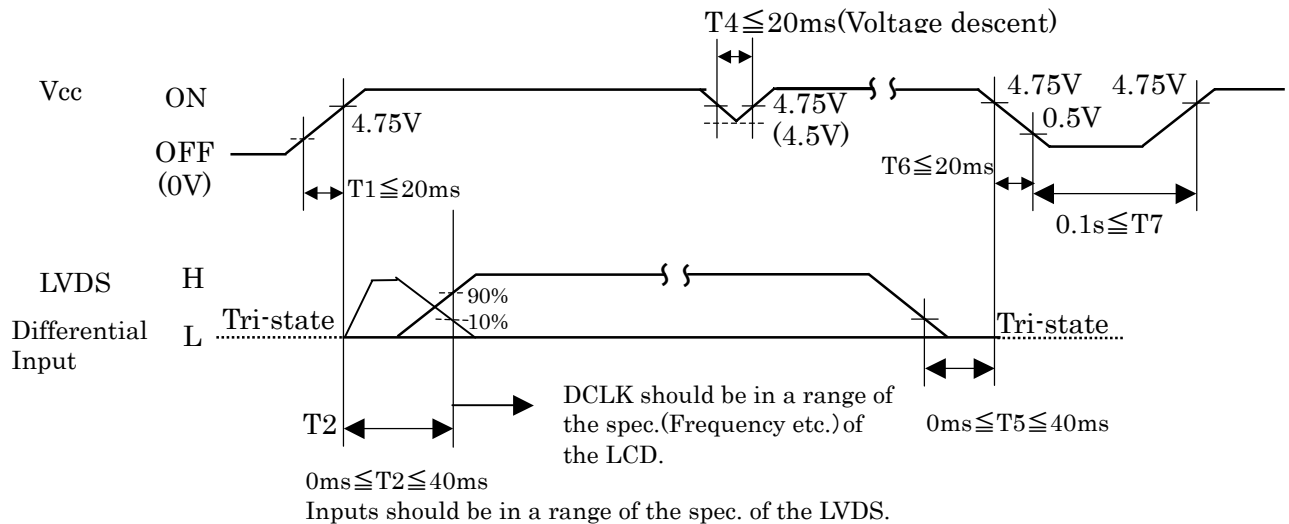 T4≦20ms(Voltage descent)
Vcc
ON
4.75V
OFF
(0V)
T1≦20ms
4.75V
(4.5V)
4.75V
4.75V
0.5V
T6≦20ms
0.1s≦T7
LVDS
Differential
Input
H
L
Tri-state
90%
10%
Tri-state
T2
DCLK should be in a range of
the spec.(Frequency etc.)of
the LCD.
0ms≦T5≦40ms
0ms≦T2≦40ms
Inputs should be in a range of the spec. of the LVDS.